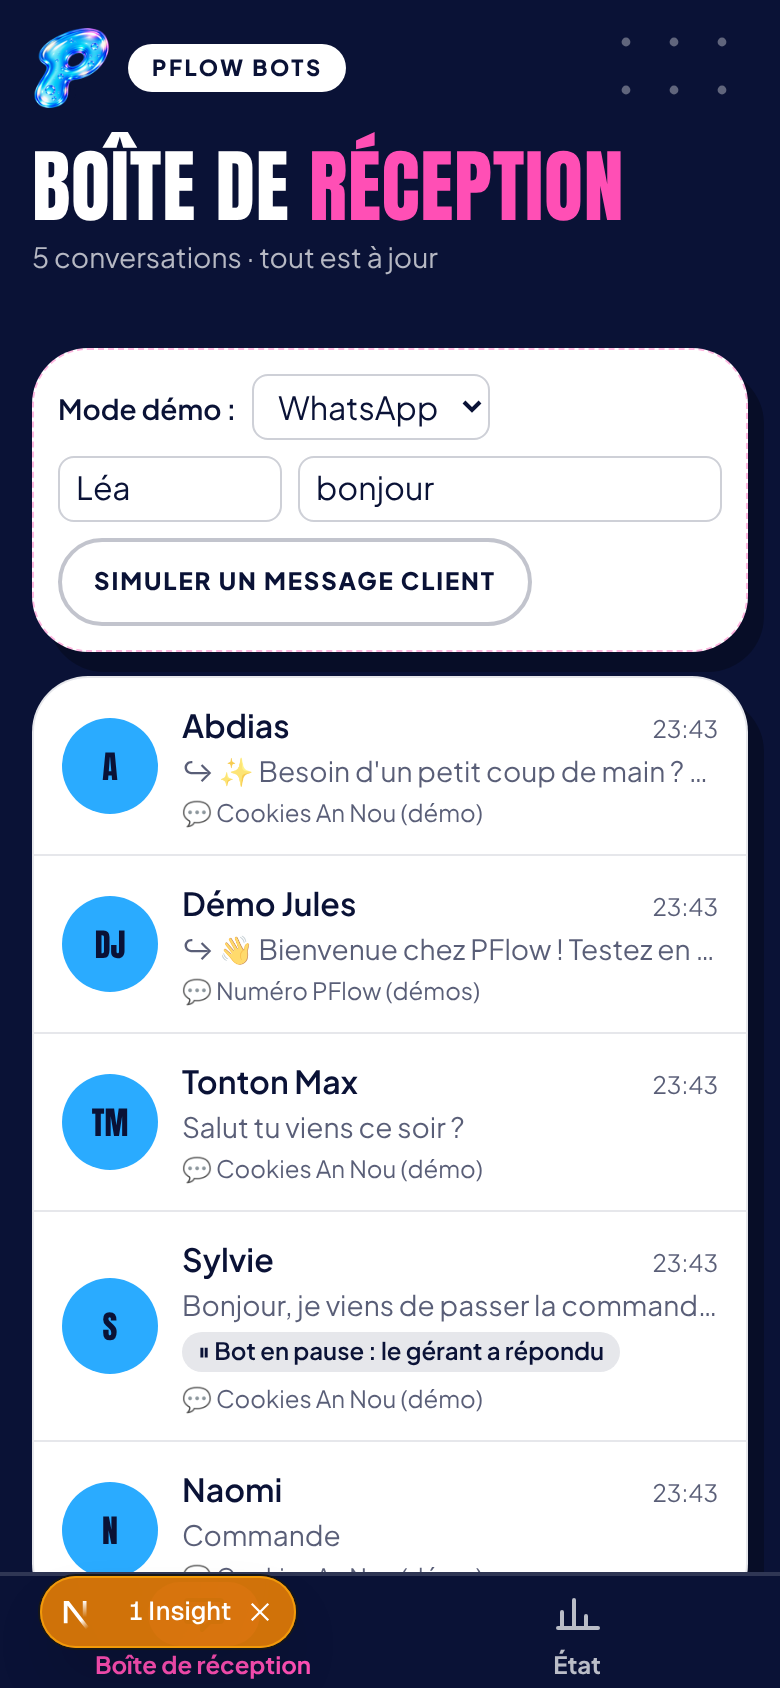 PFLOW BOTS
BOÎTE DE RÉCEPTION
5 conversations · tout est à jour
Mode démo : WhatsApp
Léa bonjour
SIMULER UN MESSAGE CLIENT
A
Abdias 23:43
↪ ✨ Besoin d'un petit coup de main ? ...
💬 Cookies An Nou (démo)
DJ
Démo Jules 23:43
↪ 👋 Bienvenue chez PFlow ! Testez en ...
💬 Numéro PFlow (démos)
TM
Tonton Max 23:43
Salut tu viens ce soir ?
💬 Cookies An Nou (démo)
S
Sylvie 23:43
Bonjour, je viens de passer la command...
⏸ Bot en pause : le gérant a répondu
💬 Cookies An Nou (démo)
N
Naomi 23:43
Commande
N 1 Insight ×
Boîte de réception
État